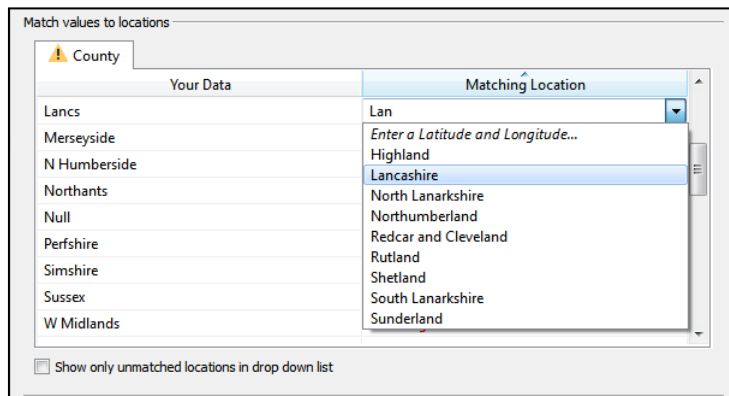 Match values to locations
County
Your Data Matching Location
Lancs Lan
Merseyside Enter a Latitude and Longitude...
N Humberside Highland
Northants Lancashire
Null North Lanarkshire
Perfshire Northumberland
Simshire Redcar and Cleveland
Sussex Rutland
W Midlands Shetland
South Lanarkshire
Sunderland
Show only unmatched locations in drop down list